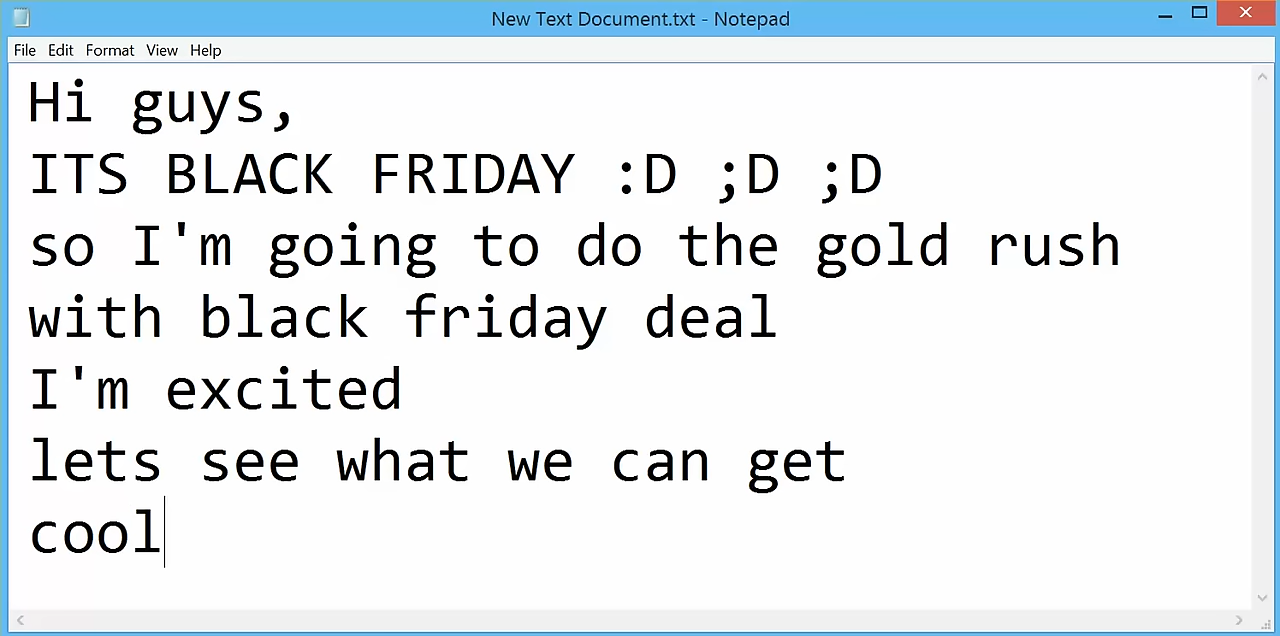 New Text Document.txt - Notepad
File Edit Format View Help
Hi guys,
ITS BLACK FRIDAY :D ;D ;D
so I'm going to do the gold rush
with black friday deal
I'm excited
lets see what we can get
cool